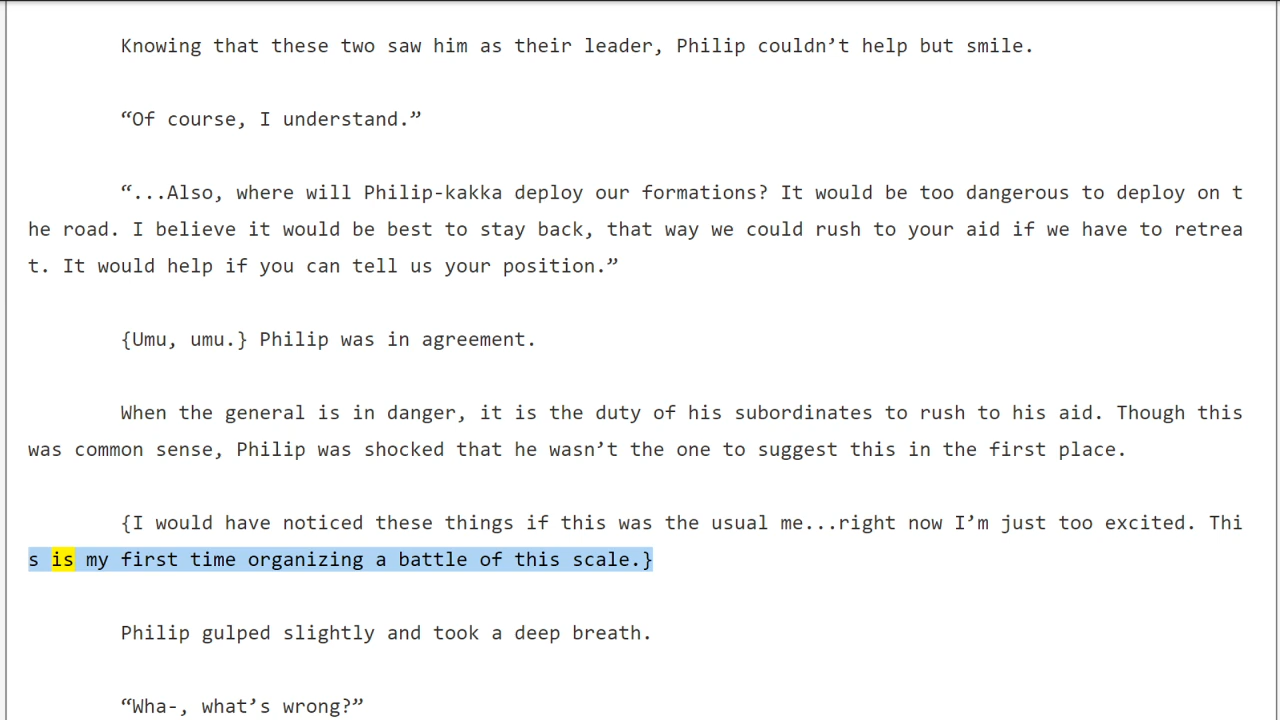 Knowing that these two saw him as their leader, Philip couldn’t help but smile.
“Of course, I understand.”
“...Also, where will Philip-kakka deploy our formations? It would be too dangerous to deploy on t
he road. I believe it would be best to stay back, that way we could rush to your aid if we have to retrea
t. It would help if you can tell us your position.”
{Umu, umu.} Philip was in agreement.
When the general is in danger, it is the duty of his subordinates to rush to his aid. Though this
was common sense, Philip was shocked that he wasn’t the one to suggest this in the first place.
{I would have noticed these things if this was the usual me...right now I’m just too excited. Thi
s is my first time organizing a battle of this scale.}
Philip gulped slightly and took a deep breath.
“Wha-, what’s wrong?”